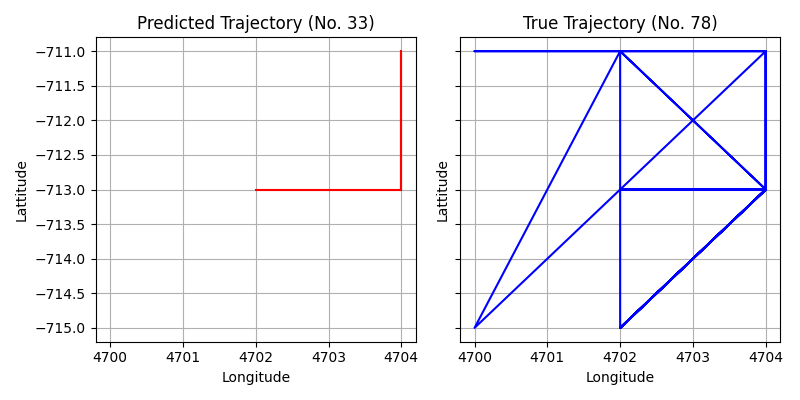 Predicted Trajectory (No. 33)
True Trajectory (No. 78)
−711.0
−711.5
−712.0
−712.5
−713.0
−713.5
−714.0
−714.5
−715.0
Lattitude
Lattitude
4700 4701 4702 4703 4704
4700 4701 4702 4703 4704
Longitude
Longitude